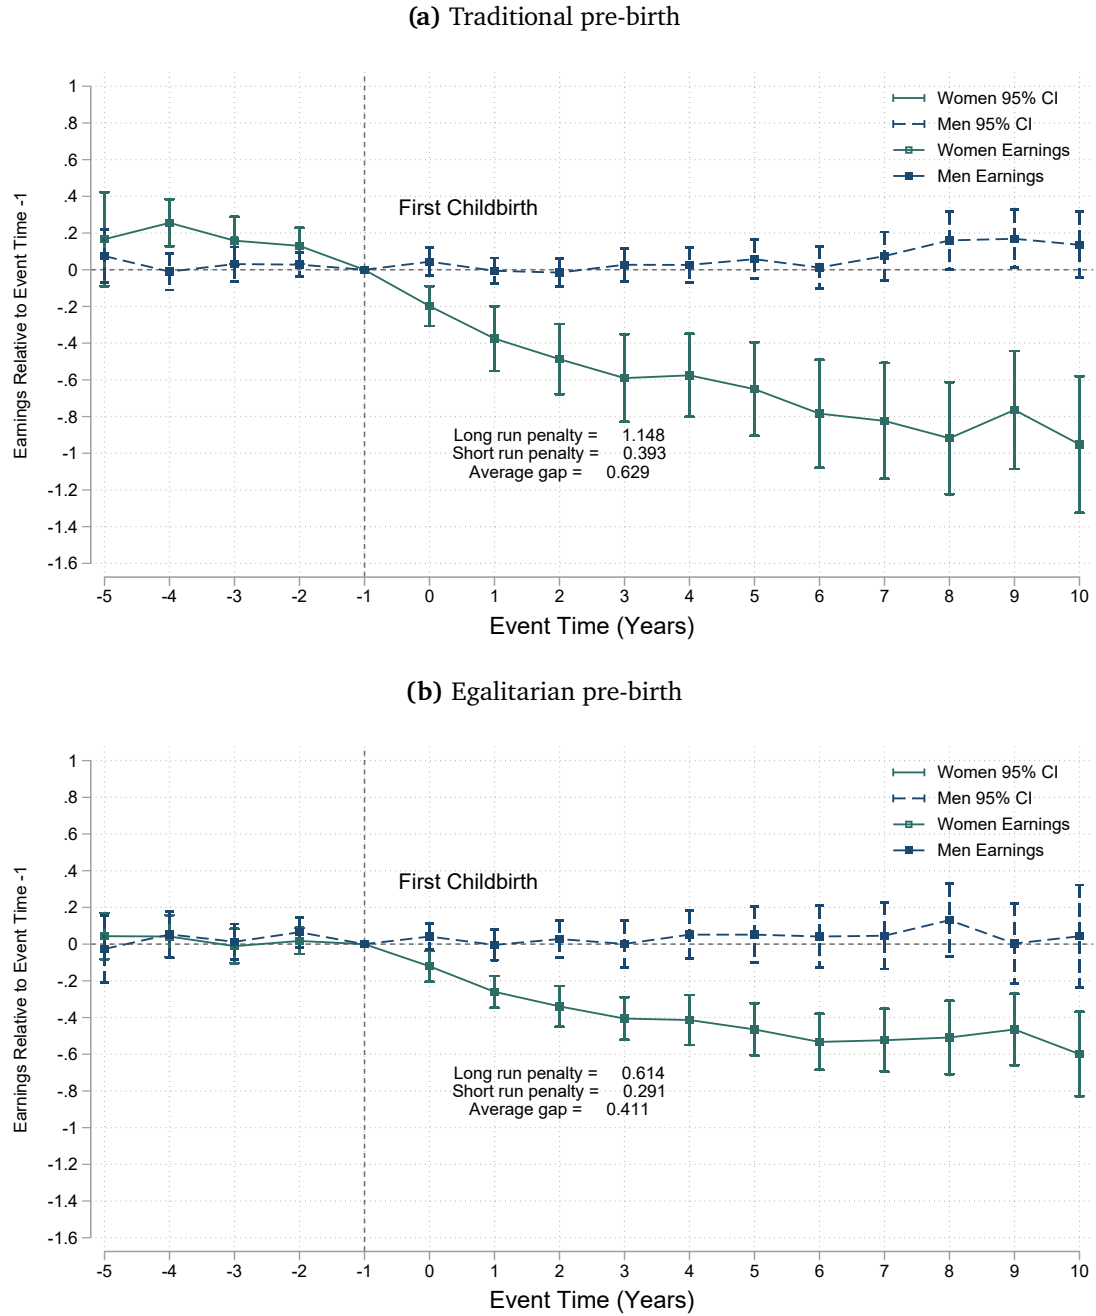 (a) Traditional pre-birth
Earnings Relative to Event Time -1
1
.8
.6
.4
.2
0
-.2
-.4
-.6
-.8
-1
-1.2
-1.4
-1.6
Women 95% CI
Men 95% CI
Women Earnings
Men Earnings
First Childbirth
Long run penalty = 1.148
Short run penalty = 0.393
Average gap = 0.629
-5 -4 -3 -2 -1 0 1 2 3 4 5 6 7 8 9 10
Event Time (Years)
(b) Egalitarian pre-birth
Earnings Relative to Event Time -1
1
.8
.6
.4
.2
0
-.2
-.4
-.6
-.8
-1
-1.2
-1.4
-1.6
Women 95% CI
Men 95% CI
Women Earnings
Men Earnings
First Childbirth
Long run penalty = 0.614
Short run penalty = 0.291
Average gap = 0.411
-5 -4 -3 -2 -1 0 1 2 3 4 5 6 7 8 9 10
Event Time (Years)